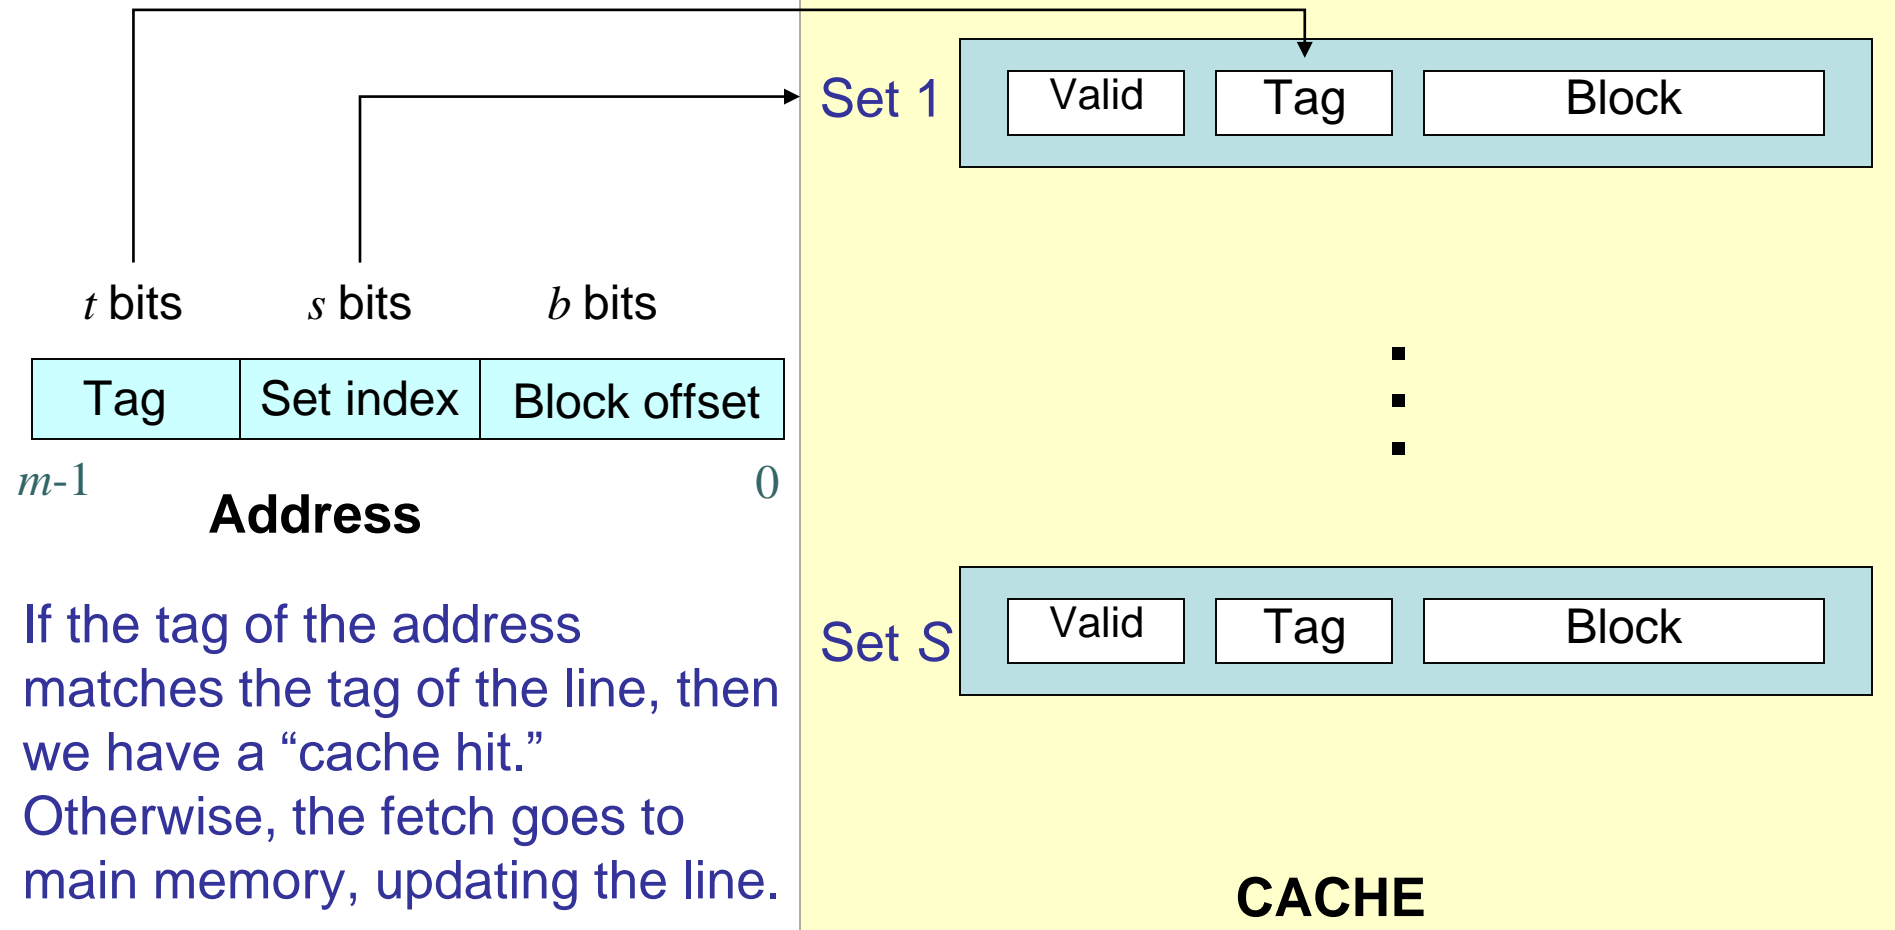 t bits s bits b bits
Tag Set index Block offset
m-1 0
Address
If the tag of the address
matches the tag of the line, then
we have a “cache hit.”
Otherwise, the fetch goes to
main memory, updating the line.
Set 1 Valid Tag Block
Set S Valid Tag Block
CACHE